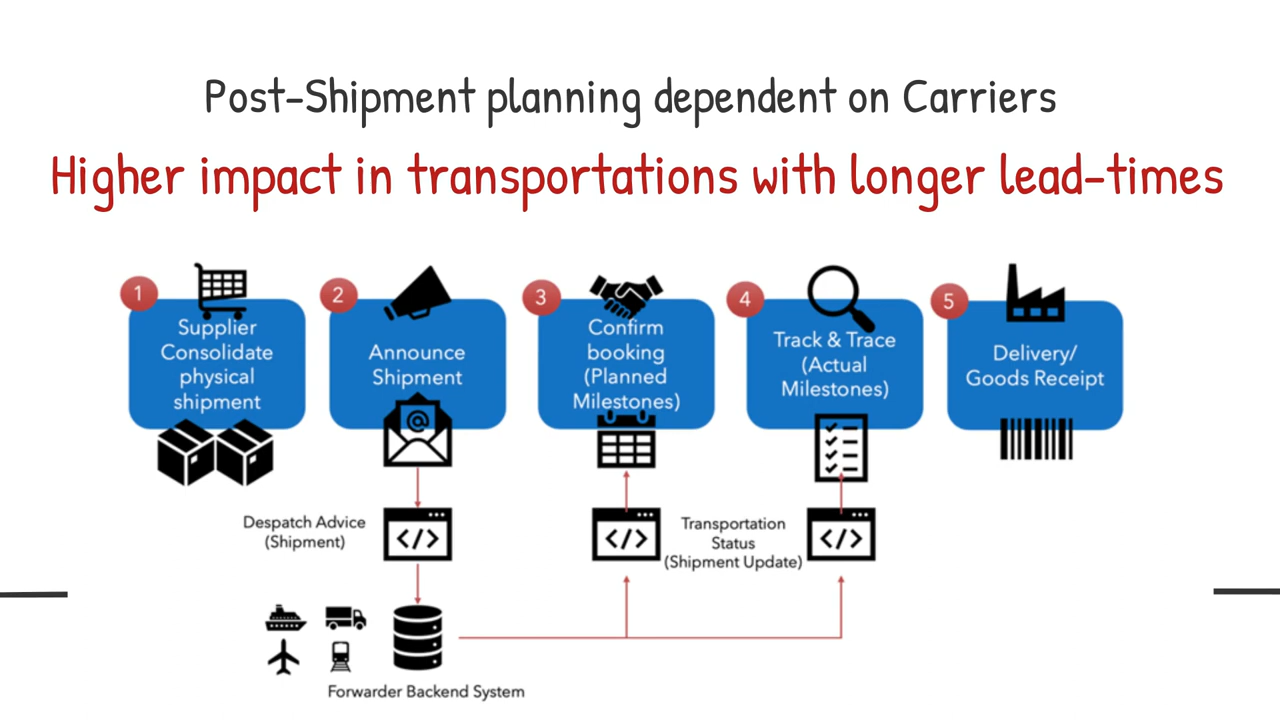 Post-Shipment planning dependent on Carriers
Higher impact in transportations with longer lead-times
1
Supplier
Consolidate
physical
shipment
2
Announce
Shipment
@
3
Confirm
booking
(Planned
Milestones)
4
Track & Trace
(Actual
Milestones)
5
Delivery/
Goods Receipt
Despatch Advice
(Shipment)
</>
</>
Transportation
Status
(Shipment Update)
</>
Forwarder Backend System